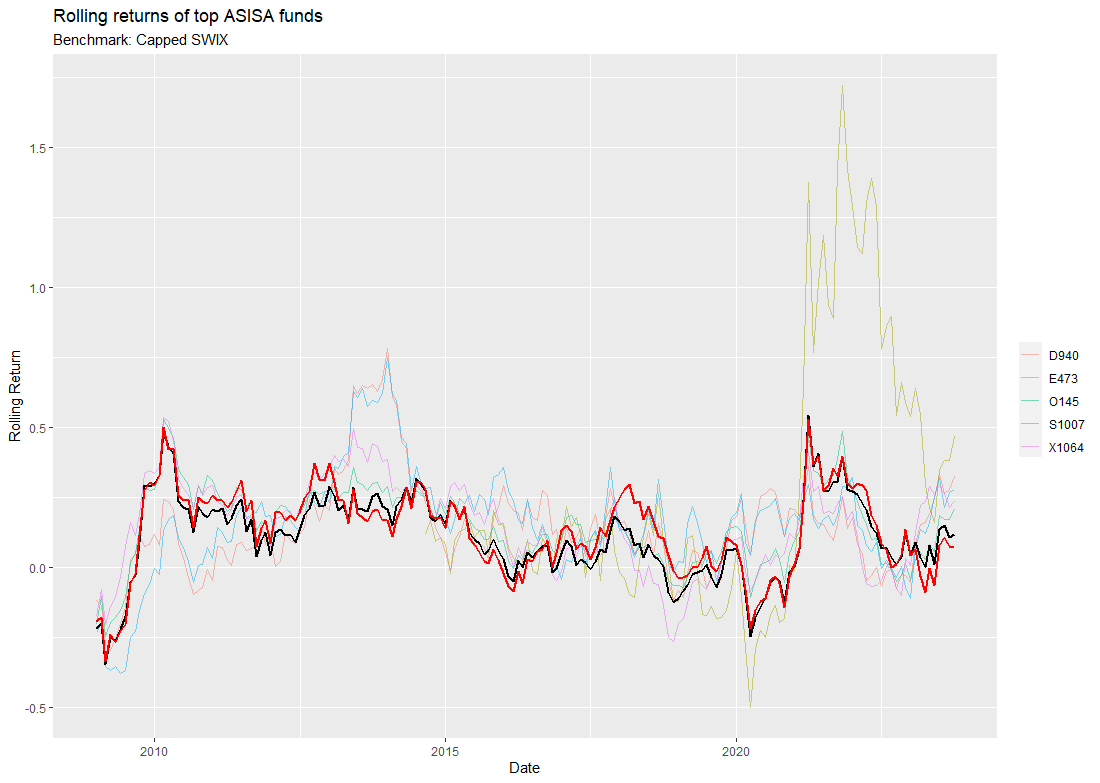 Rolling returns of top ASISA funds
Benchmark: Capped SWIX
Rolling Return
1.5
1.0
0.5
0.0
-0.5
2010
2015
2020
Date
D940
E473
O145
S1007
X1064